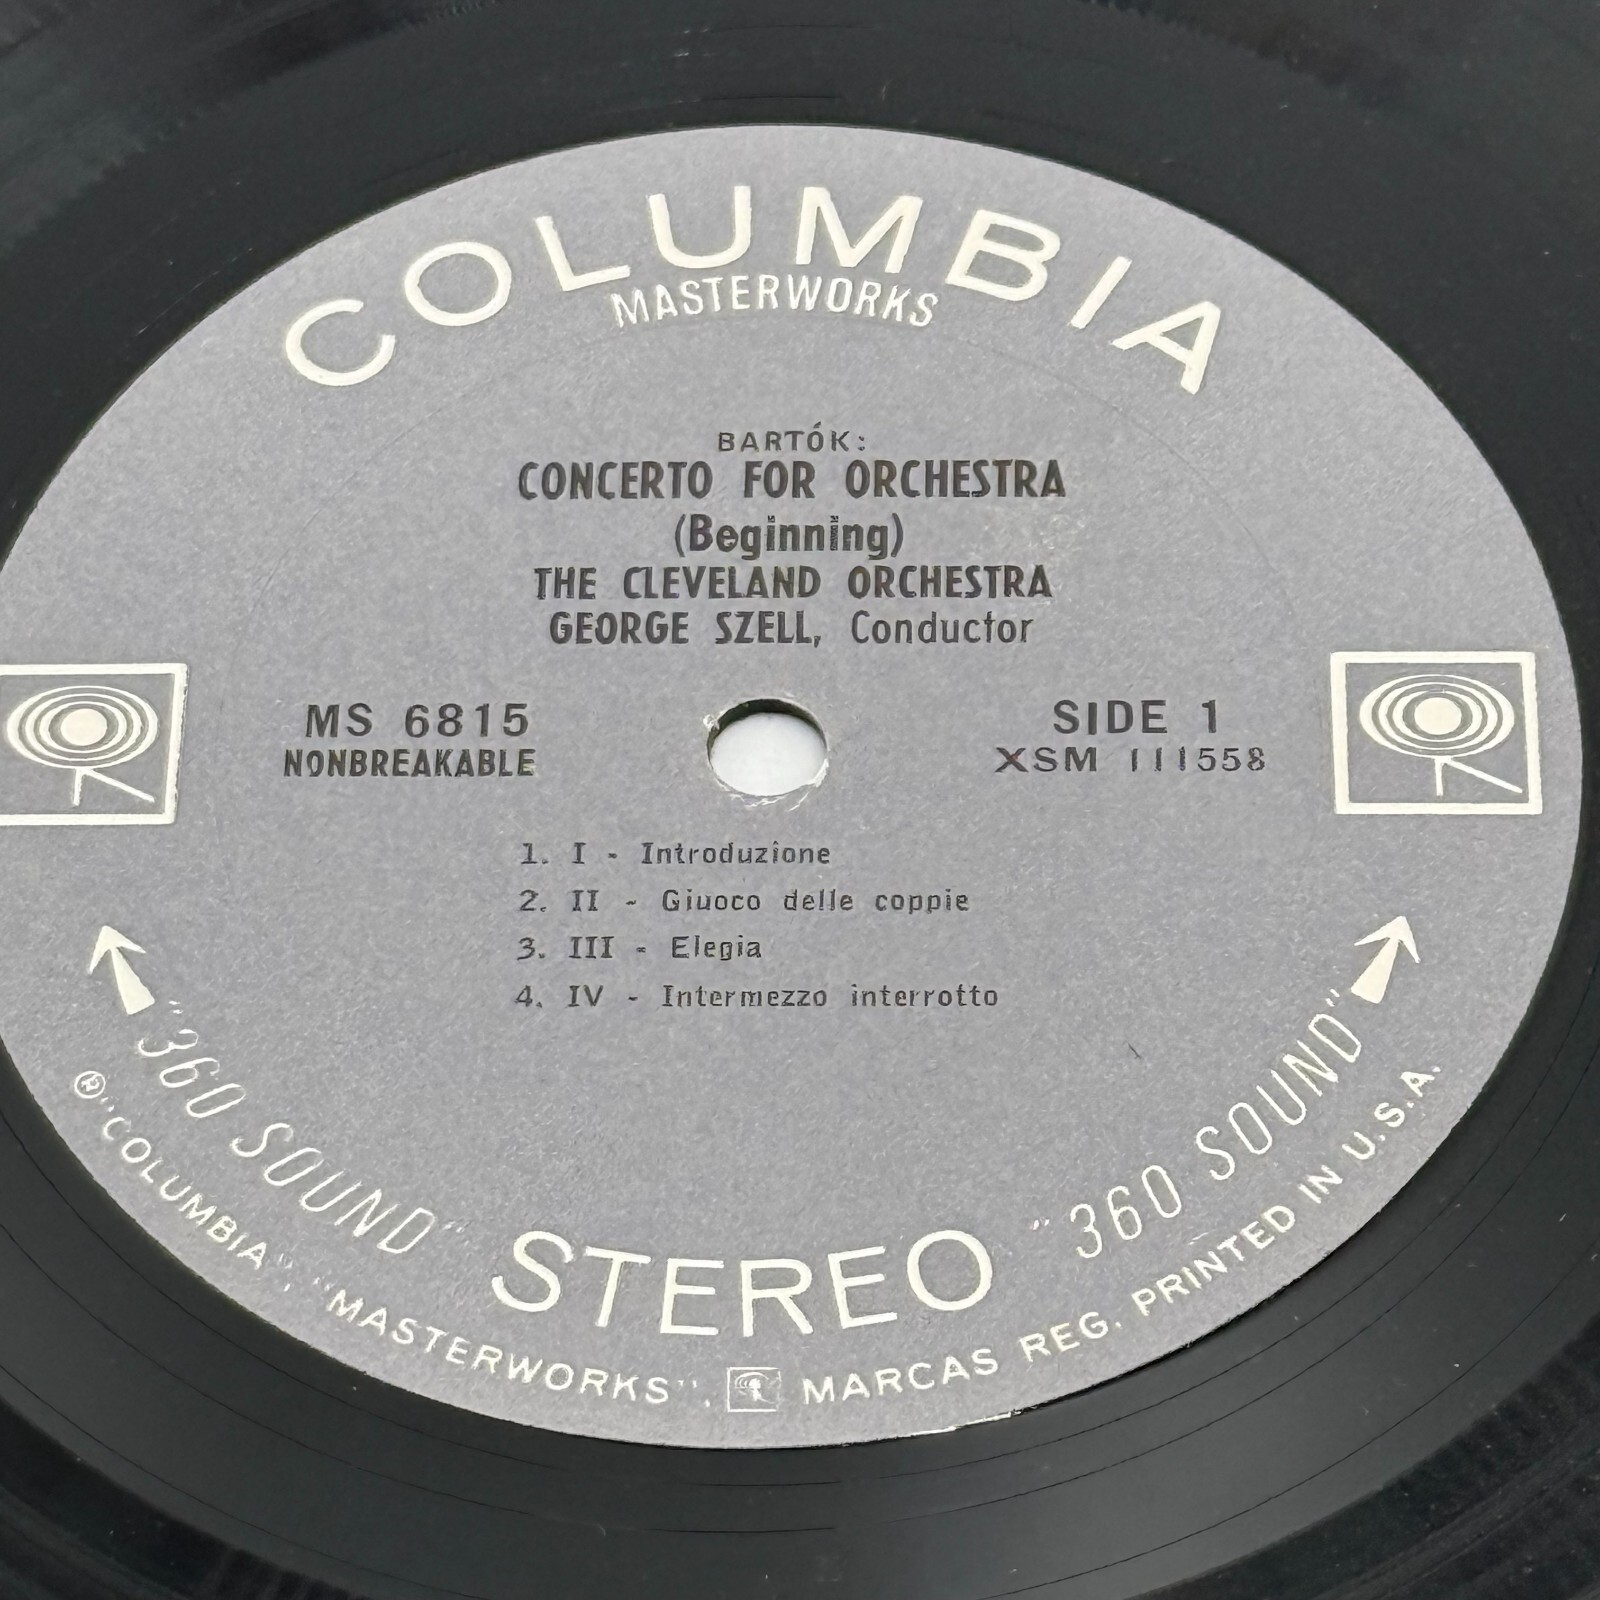 COLUMBIA
MASTERWORKS
BARTÓK:
CONCERTO FOR ORCHESTRA
(Beginning)
THE CLEVELAND ORCHESTRA
GEORGE SZELL, Conductor
MS 6815
NONBREAKABLE
SIDE 1
XSM 111558
1. I - Introduzione
2. II - Giuoco delle coppie
3. III - Elegia
4. IV - Intermezzo interrotto
"360 SOUND" STEREO "360 SOUND"
Ⓡ "COLUMBIA", "MASTERWORKS", MARCAS REG. PRINTED IN U.S.A.